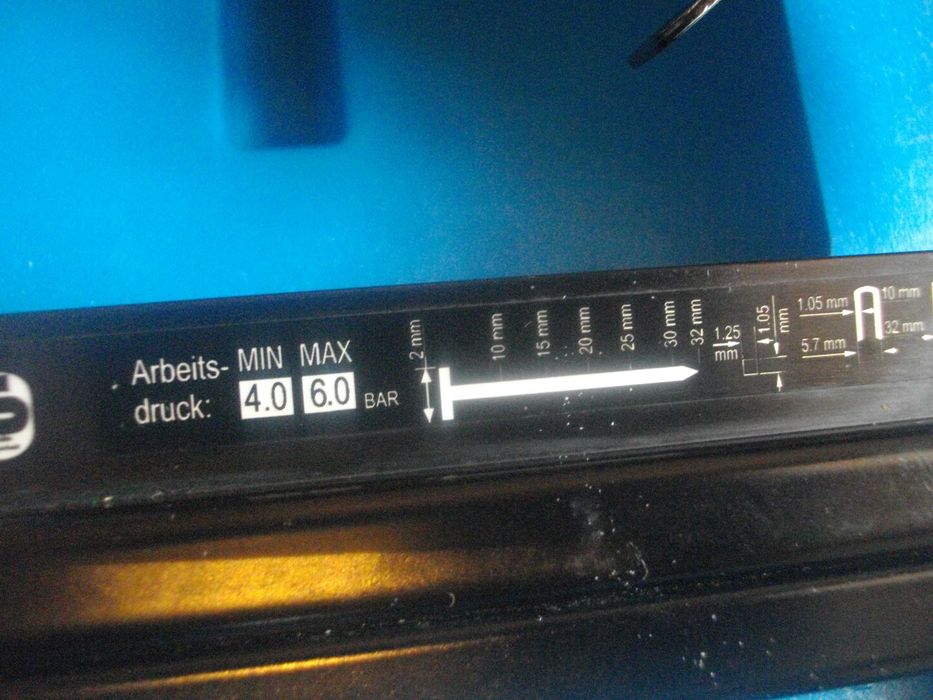 Arbeits-
druck:
MIN MAX
4.0 6.0 BAR
2 mm
10 mm
15 mm
20 mm
25 mm
30 mm
32 mm
1.25
mm
1.05
mm
1.05 mm
5.7 mm
10 mm
32 mm